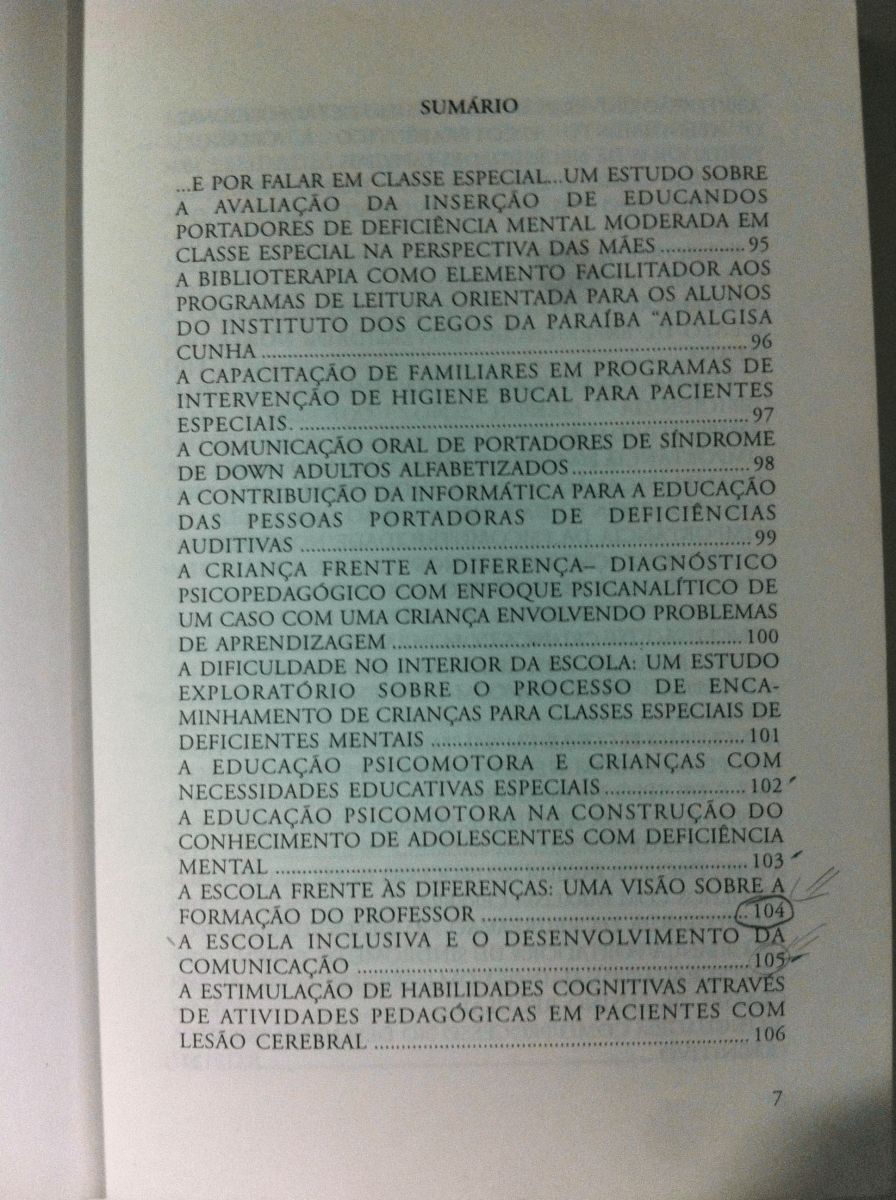 SUMÁRIO
...E POR FALAR EM CLASSE ESPECIAL...UM ESTUDO SOBRE
A AVALIAÇÃO DA INSERÇÃO DE EDUCANDOS
PORTADORES DE DEFICIÊNCIA MENTAL MODERADA EM
CLASSE ESPECIAL NA PERSPECTIVA DAS MÃES ................95
A BIBLIOTERAPIA COMO ELEMENTO FACILITADOR AOS
PROGRAMAS DE LEITURA ORIENTADA PARA OS ALUNOS
DO INSTITUTO DOS CEGOS DA PARAÍBA "ADALGISA
CUNHA ................................................................................ 96
A CAPACITAÇÃO DE FAMILIARES EM PROGRAMAS DE
INTERVENÇÃO DE HIGIENE BUCAL PARA PACIENTES
ESPECIAIS. .......................................................................... 97
A COMUNICAÇÃO ORAL DE PORTADORES DE SÍNDROME
DE DOWN ADULTOS ALFABETIZADOS ............................... 98
A CONTRIBUIÇÃO DA INFORMÁTICA PARA A EDUCAÇÃO
DAS PESSOAS PORTADORAS DE DEFICIÊNCIAS
AUDITIVAS .......................................................................... 99
A CRIANÇA FRENTE A DIFERENÇA– DIAGNÓSTICO
PSICOPEDAGÓGICO COM ENFOQUE PSICANALÍTICO DE
UM CASO COM UMA CRIANÇA ENVOLVENDO PROBLEMAS
DE APRENDIZAGEM .......................................................... 100
A DIFICULDADE NO INTERIOR DA ESCOLA: UM ESTUDO
EXPLORATÓRIO SOBRE O PROCESSO DE ENCA-
MINHAMENTO DE CRIANÇAS PARA CLASSES ESPECIAIS DE
DEFICIENTES MENTAIS .................................................... 101
A EDUCAÇÃO PSICOMOTORA E CRIANÇAS COM
NECESSIDADES EDUCATIVAS ESPECIAIS ........................ 102
A EDUCAÇÃO PSICOMOTORA NA CONSTRUÇÃO DO
CONHECIMENTO DE ADOLESCENTES COM DEFICIÊNCIA
MENTAL ............................................................................ 103
A ESCOLA FRENTE ÀS DIFERENÇAS: UMA VISÃO SOBRE A
FORMAÇÃO DO PROFESSOR ............................................ 104
A ESCOLA INCLUSIVA E O DESENVOLVIMENTO DA
COMUNICAÇÃO ................................................................ 105
A ESTIMULAÇÃO DE HABILIDADES COGNITIVAS ATRAVÉS
DE ATIVIDADES PEDAGÓGICAS EM PACIENTES COM
LESÃO CEREBRAL ............................................................. 106
7